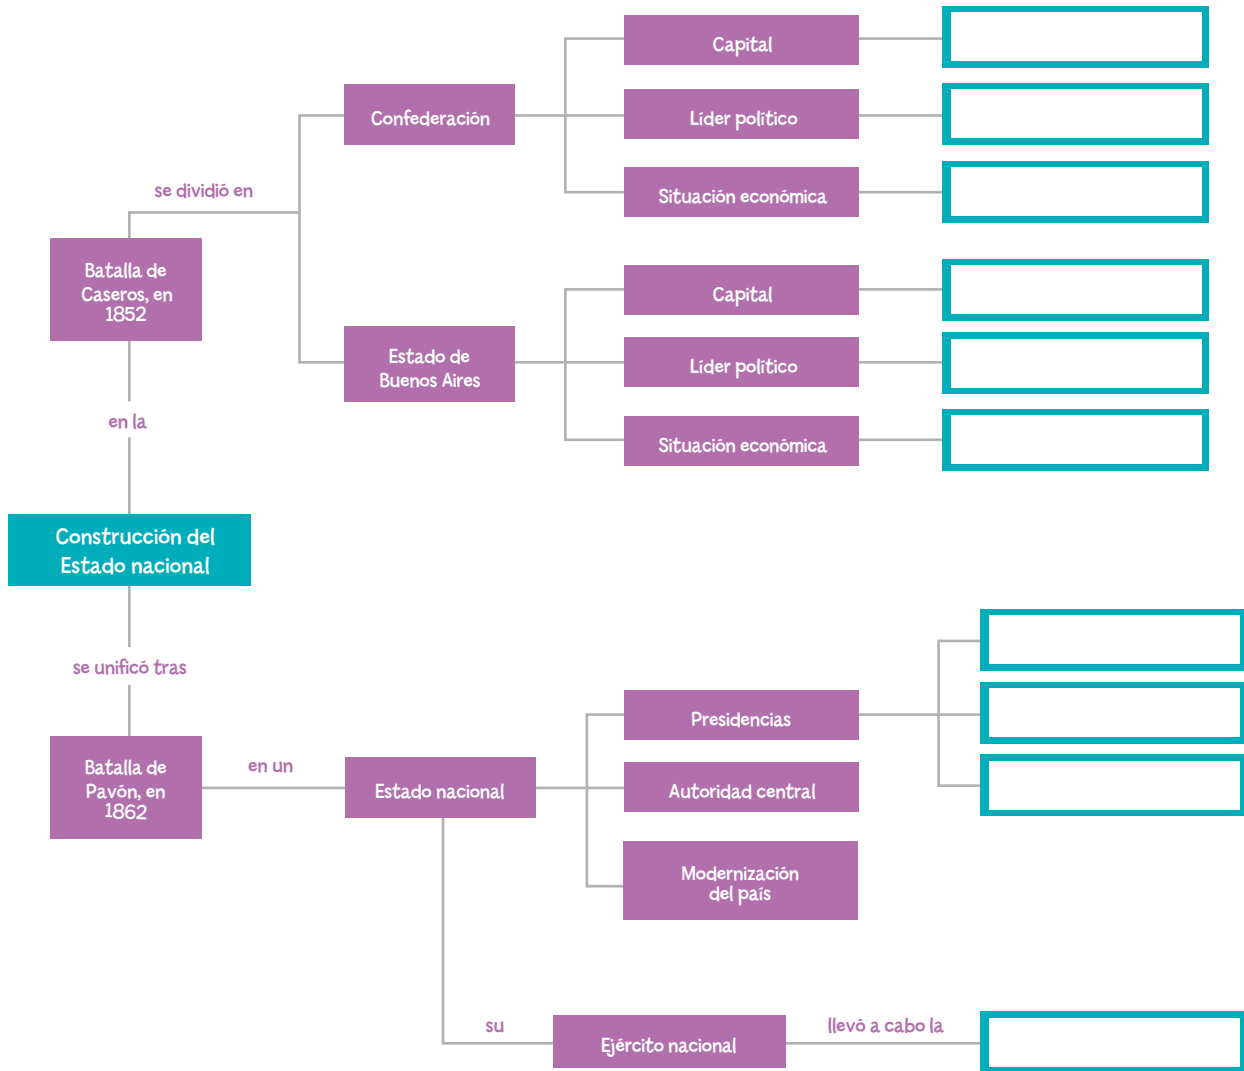 Capital
Confederación
Líder político
se dividió en
Situación económica
Batalla de
Caseros, en
1852
Capital
Estado de
Buenos Aires
Líder político
en la
Situación económica
Construcción del
Estado nacional
se unificó tras
Presidencias
Batalla de
Pavón, en
1862
en un
Estado nacional
Autoridad central
Modernización
del país
su
Ejército nacional
llevó a cabo la